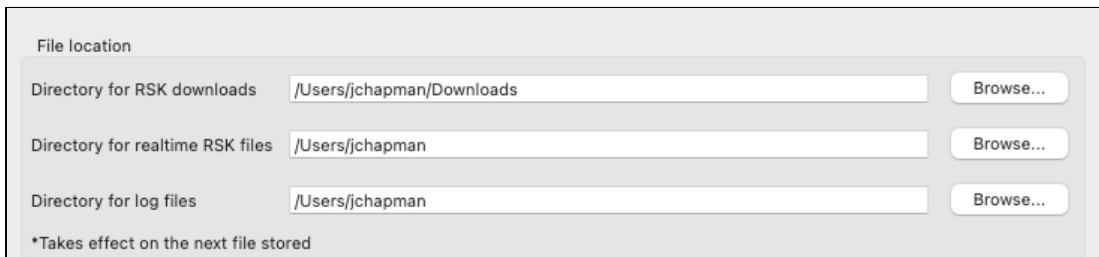 File location
Directory for RSK downloads /Users/jchapman/Downloads Browse...
Directory for realtime RSK files /Users/jchapman Browse...
Directory for log files /Users/jchapman Browse...
*Takes effect on the next file stored